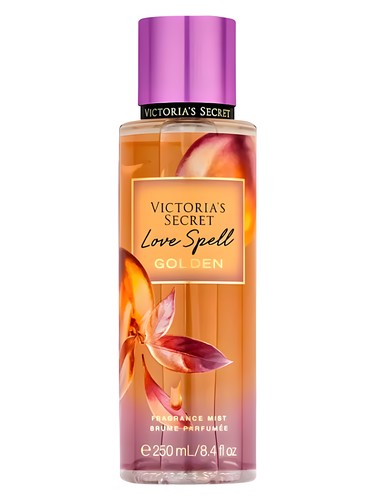 VICTORIA'S SECRET
VICTORIA'S
SECRET
Love Spell
GOLDEN
FRAGRANCE MIST
BRUME PARFUMÉE
℮250 mL/8.4 fl oz